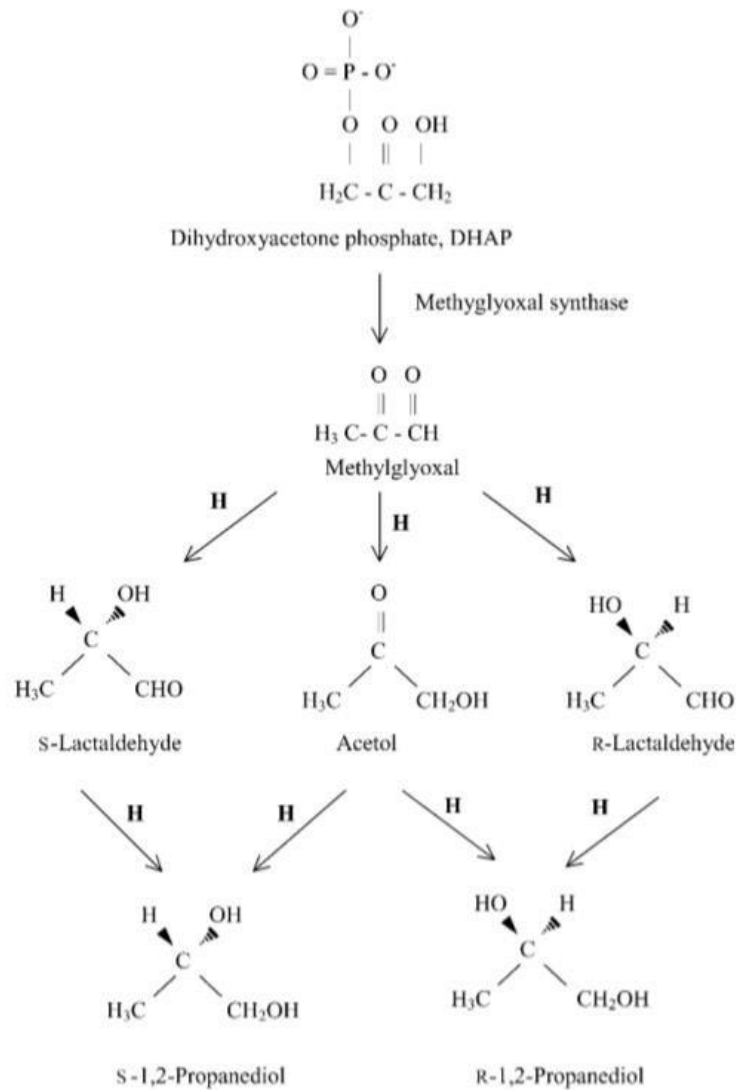 O-
O = P - O-
O O OH
H₂C - C - CH₂
Dihydroxyacetone phosphate, DHAP
Methyglyoxal synthase
O O
H₃ C- C - CH
Methylglyoxal
H H H
H OH
C
H₃C CHO
S-Lactaldehyde
O
C
H₃C CH₂OH
Acetol
HO H
C
H₃C CHO
R-Lactaldehyde
H H H H
H OH
C
H₃C CH₂OH
S-1,2-Propanediol
HO H
C
H₃C CH₂OH
R-1,2-Propanediol